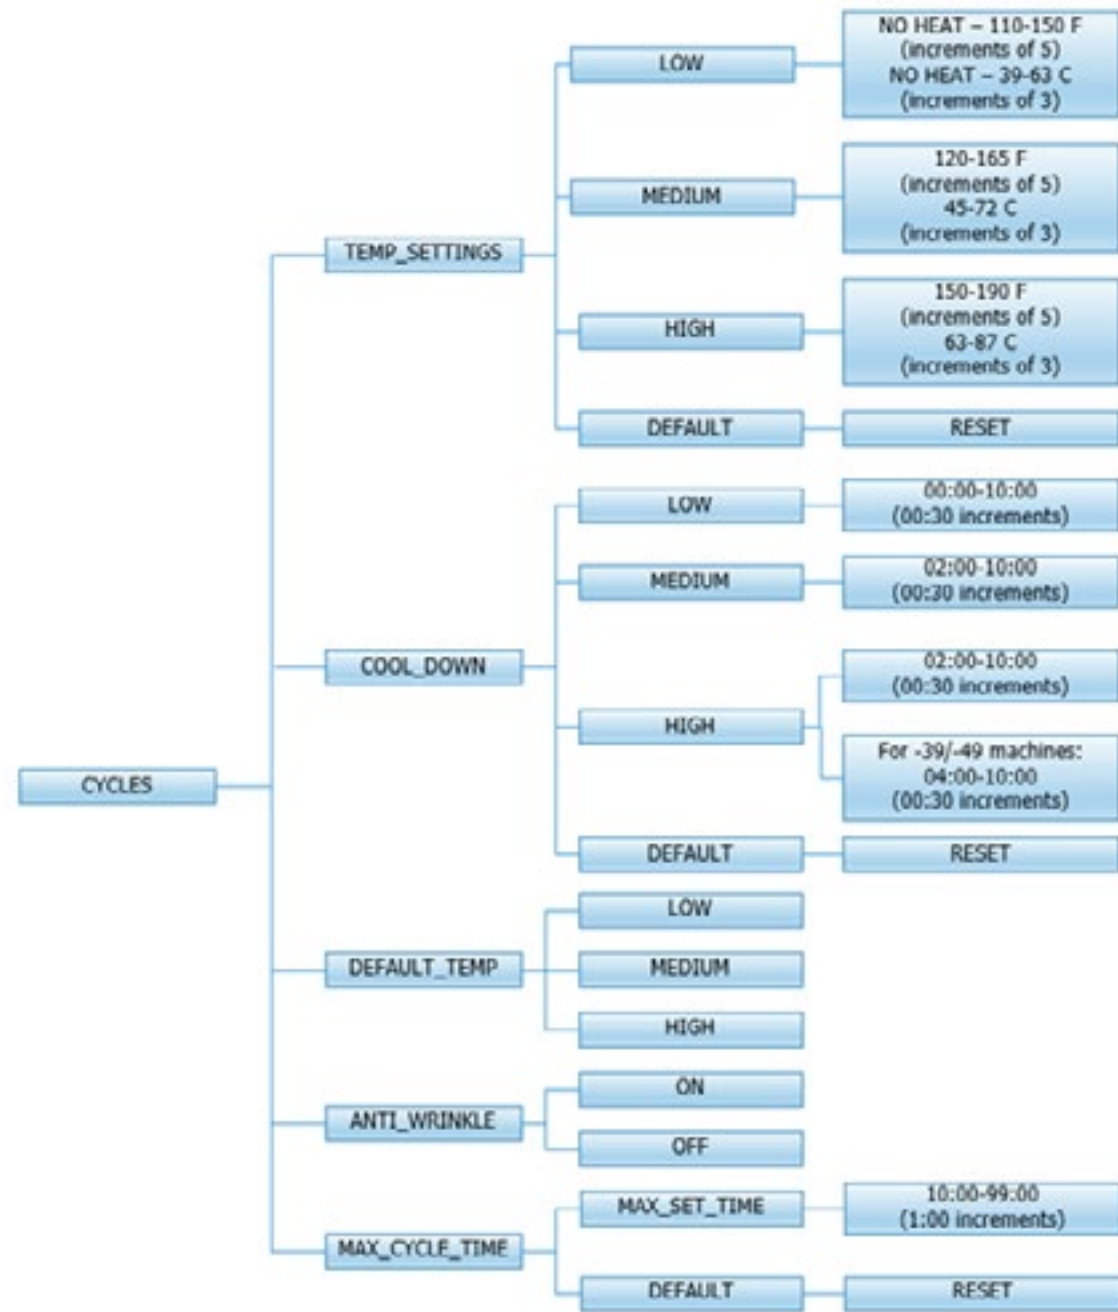 CYCLES
TEMP_SETTINGS
LOW
NO HEAT – 110-150 F
(increments of 5)
NO HEAT – 39-63 C
(increments of 3)
MEDIUM
120-165 F
(increments of 5)
45-72 C
(increments of 3)
HIGH
150-190 F
(increments of 5)
63-87 C
(increments of 3)
DEFAULT
RESET
COOL_DOWN
LOW
00:00-10:00
(00:30 increments)
MEDIUM
02:00-10:00
(00:30 increments)
HIGH
02:00-10:00
(00:30 increments)
For -39/-49 machines:
04:00-10:00
(00:30 increments)
DEFAULT
RESET
DEFAULT_TEMP
LOW
MEDIUM
HIGH
ANTI_WRINKLE
ON
OFF
MAX_CYCLE_TIME
MAX_SET_TIME
10:00-99:00
(1:00 increments)
DEFAULT
RESET